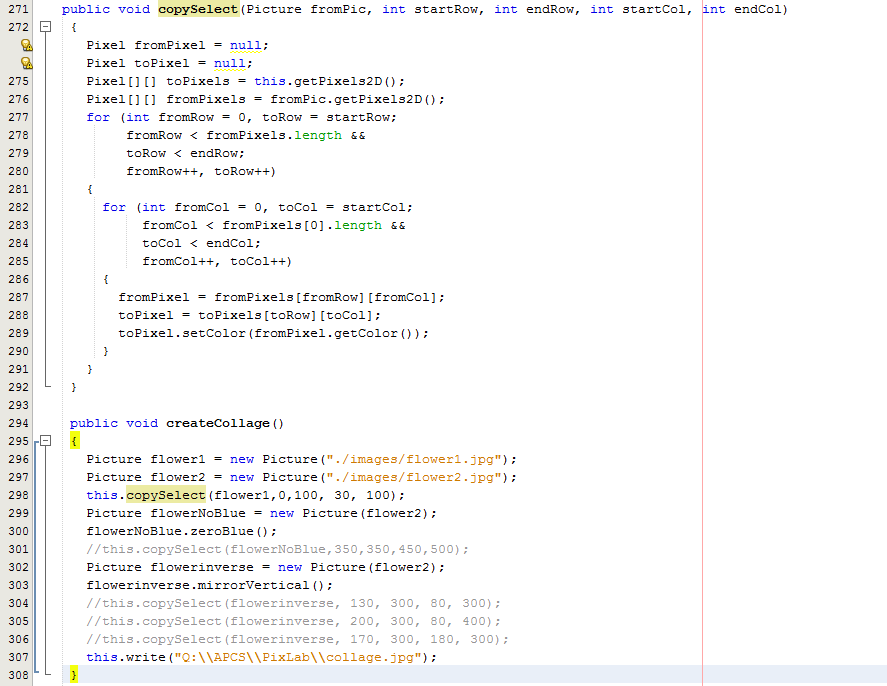 271 public void copySelect(Picture fromPic, int startRow, int endRow, int startCol, int endCol)
272 {
Pixel fromPixel = null;
Pixel toPixel = null;
275 Pixel[][] toPixels = this.getPixels2D();
276 Pixel[][] fromPixels = fromPic.getPixels2D();
277 for (int fromRow = 0, toRow = startRow;
278 fromRow < fromPixels.length &&
279 toRow < endRow;
280 fromRow++, toRow++)
281 {
282 for (int fromCol = 0, toCol = startCol;
283 fromCol < fromPixels[0].length &&
284 toCol < endCol;
285 fromCol++, toCol++)
286 {
287 fromPixel = fromPixels[fromRow][fromCol];
288 toPixel = toPixels[toRow][toCol];
289 toPixel.setColor(fromPixel.getColor());
290 }
291 }
292 }
293
294 public void createCollage()
295 {
296 Picture flower1 = new Picture("./images/flower1.jpg");
297 Picture flower2 = new Picture("./images/flower2.jpg");
298 this.copySelect(flower1,0,100, 30, 100);
299 Picture flowerNoBlue = new Picture(flower2);
300 flowerNoBlue.zeroBlue();
301 //this.copySelect(flowerNoBlue,350,350,450,500);
302 Picture flowerinverse = new Picture(flower2);
303 flowerinverse.mirrorVertical();
304 //this.copySelect(flowerinverse, 130, 300, 80, 300);
305 //this.copySelect(flowerinverse, 200, 300, 80, 400);
306 //this.copySelect(flowerinverse, 170, 300, 180, 300);
307 this.write("Q:\\APCS\\PixLab\\collage.jpg");
308 }